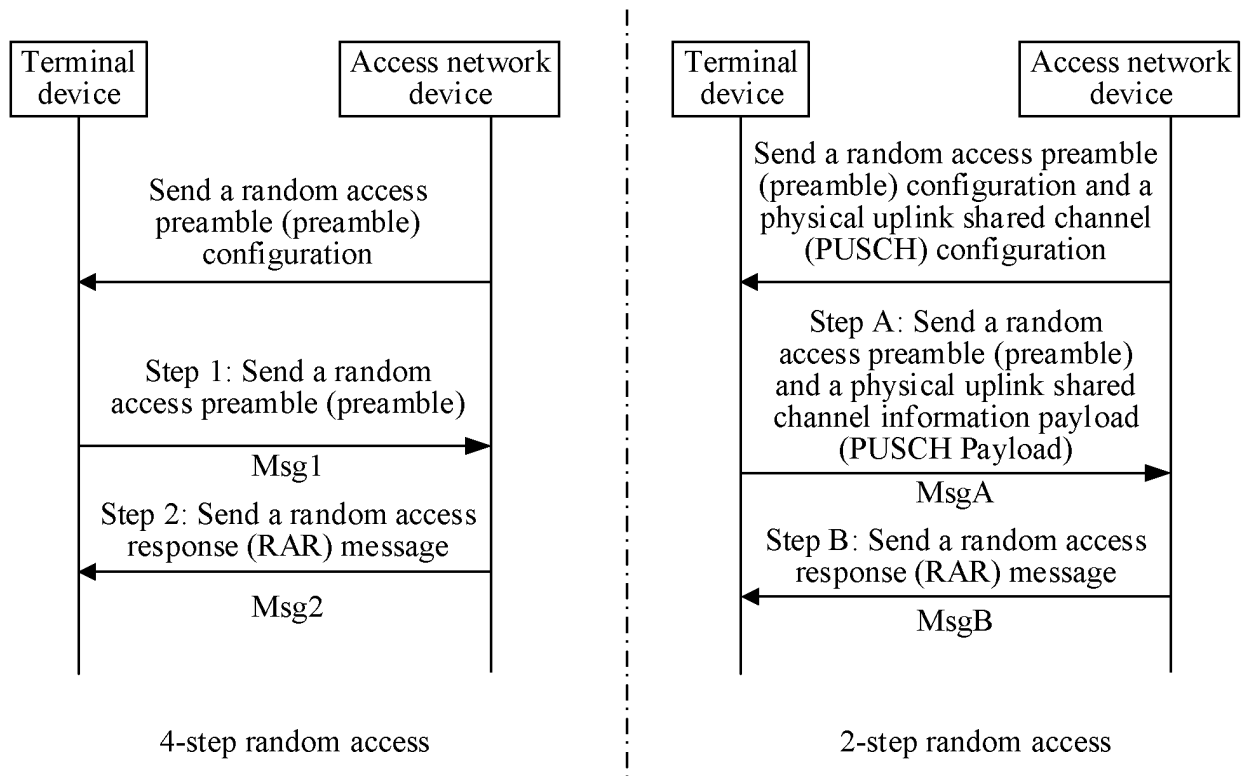 Terminal
device
Access network
device
Send a random access
preamble (preamble)
configuration
Step 1: Send a random
access preamble (preamble)
Msg1
Step 2: Send a random access
response (RAR) message
Msg2
4-step random access
Terminal
device
Access network
device
Send a random access preamble
(preamble) configuration and a
physical uplink shared channel
(PUSCH) configuration
Step A: Send a random
access preamble (preamble)
and a physical uplink shared
channel information payload
(PUSCH Payload)
MsgA
Step B: Send a random access
response (RAR) message
MsgB
2-step random access